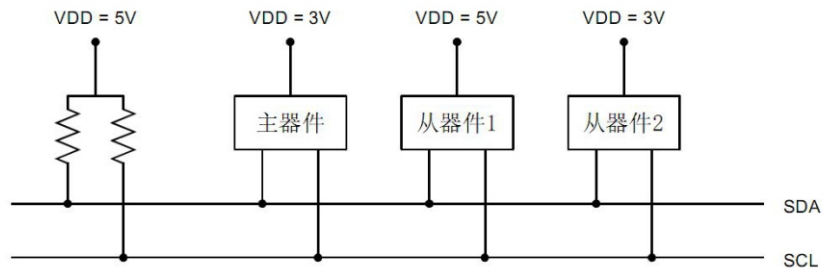 VDD = 5V
VDD = 3V
VDD = 5V
VDD = 3V
主器件
从器件1
从器件2
SDA
SCL